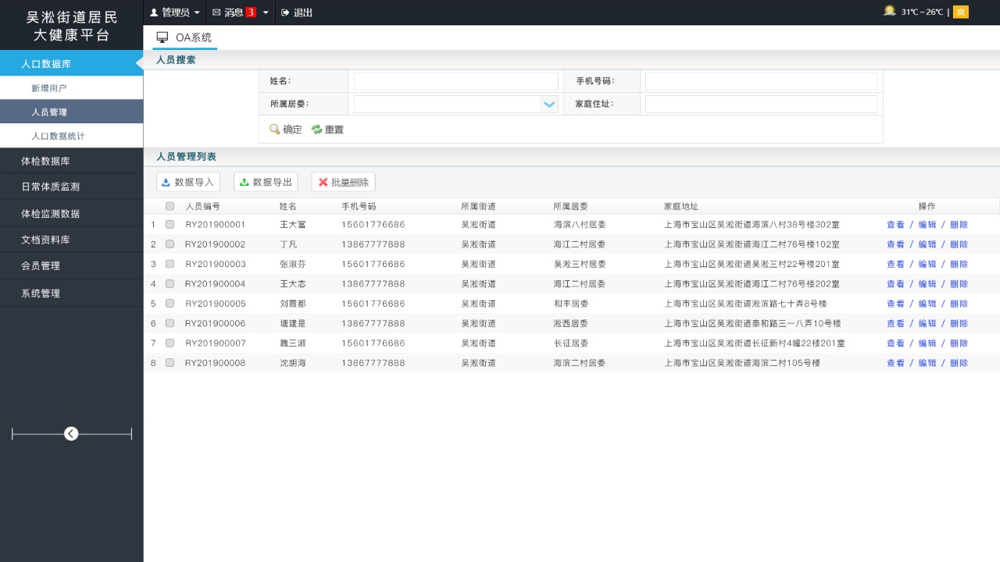 吴淞街道居民
大健康平台
管理员 消息 3 退出
31℃~26℃ | 良
OA系统
人口数据库
新增用户
人员管理
人口数据统计
体检数据库
日常体质监测
体检监测数据
文档资料库
会员管理
系统管理
人员搜索
姓名: 手机号码:
所属居委: 家庭住址:
确定 重置
人员管理列表
数据导入 数据导出 批量删除
人员编号 姓名 手机号码 所属街道 所属居委 家庭地址 操作
1 RY201900001 王大富 15601776686 吴淞街道 海滨八村居委 上海市宝山区吴淞街道海滨八村38号楼302室 查看 / 编辑 / 删除
2 RY201900002 丁凡 13867777888 吴淞街道 海江二村居委 上海市宝山区吴淞街道海江二村76号楼102室 查看 / 编辑 / 删除
3 RY201900003 张淑芬 15601776686 吴淞街道 吴淞三村居委 上海市宝山区吴淞街道吴淞三村22号楼201室 查看 / 编辑 / 删除
4 RY201900004 王大志 13867777888 吴淞街道 海江二村居委 上海市宝山区吴淞街道海江二村76号楼202室 查看 / 编辑 / 删除
5 RY201900005 刘霞都 15601776686 吴淞街道 和丰居委 上海市宝山区吴淞街道淞滨路七十弄8号楼 查看 / 编辑 / 删除
6 RY201900006 塘建是 13867777888 吴淞街道 淞西居委 上海市宝山区吴淞街道泰和路三一八弄10号楼 查看 / 编辑 / 删除
7 RY201900007 魏三淑 15601776686 吴淞街道 长征居委 上海市宝山区吴淞街道长征新村4幢22楼201室 查看 / 编辑 / 删除
8 RY201900008 沈胡海 13867777888 吴淞街道 海滨二村居委 上海市宝山区吴淞街道海滨二村105号楼 查看 / 编辑 / 删除